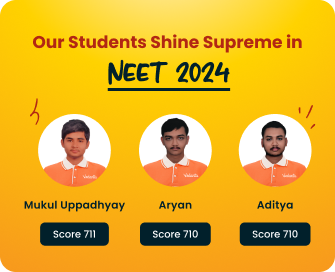 Our Students Shine Supreme in
NEET 2024
Mukul Uppadhyay
Aryan
Aditya
Score 711
Score 710
Score 710